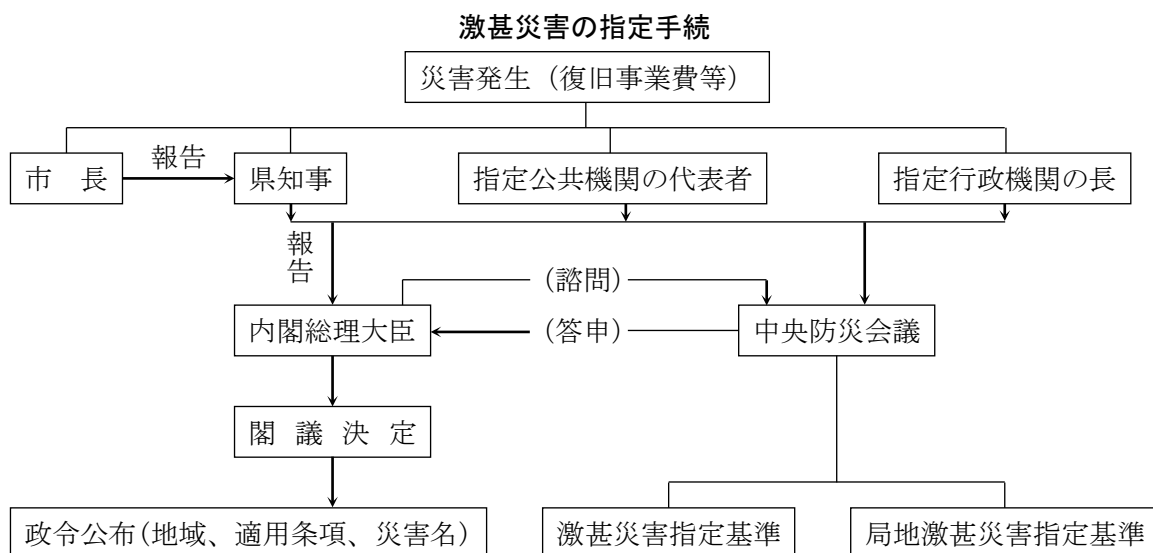 激甚災害の指定手続
災害発生（復旧事業費等）
市　長
報告
県知事
指定公共機関の代表者
指定行政機関の長
報告
(諮問)
内閣総理大臣
(答申)
中央防災会議
閣 議 決 定
政令公布(地域、適用条項、災害名)
激甚災害指定基準
局地激甚災害指定基準